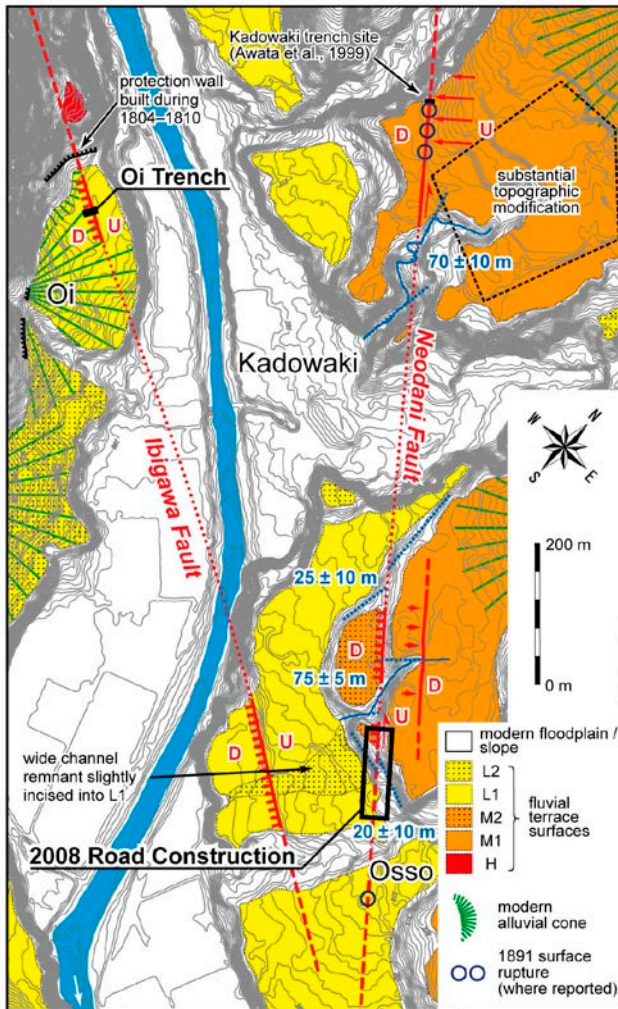 Kadowaki trench site
(Awata et al., 1999)
protection wall
built during
1804–1810
D
U
Oi Trench
D
U
substantial
topographic
modification
Oi
70 ± 10 m
Kadowaki
Neodani Fault
Ibigawa Fault
N
W
E
S
200 m
0 m
25 ± 10 m
D
75 ± 5 m
D
U
D
U
wide channel
remnant slightly
incised into L1
20 ± 10 m
2008 Road Construction
Osso
modern floodplain /
slope
L2
L1
M2
M1
H
fluvial
terrace
surfaces
modern
alluvial cone
1891 surface
rupture
(where reported)